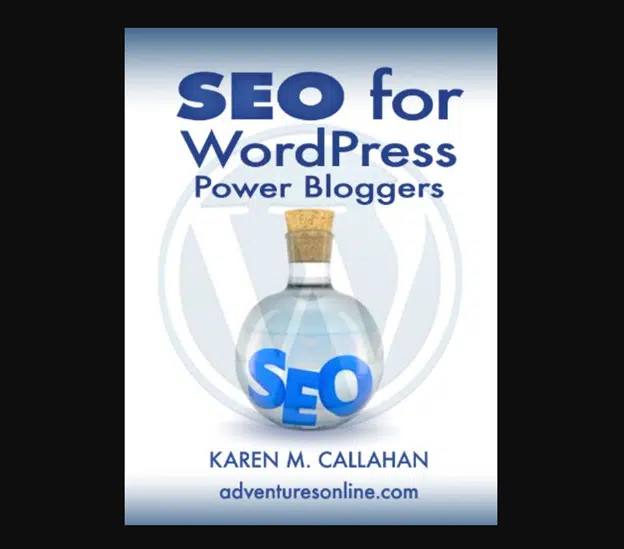 SEO for
WordPress
Power Bloggers
SEO
KAREN M. CALLAHAN
adventuresonline.com